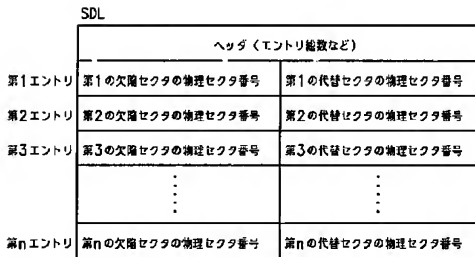 SDL
ヘッダ（エントリ総数など）
第1エントリ 第1の欠陥セクタの物理セクタ番号 第1の代替セクタの物理セクタ番号
第2エントリ 第2の欠陥セクタの物理セクタ番号 第2の代替セクタの物理セクタ番号
第3エントリ 第3の欠陥セクタの物理セクタ番号 第3の代替セクタの物理セクタ番号
第nエントリ 第nの欠陥セクタの物理セクタ番号 第nの代替セクタの物理セクタ番号